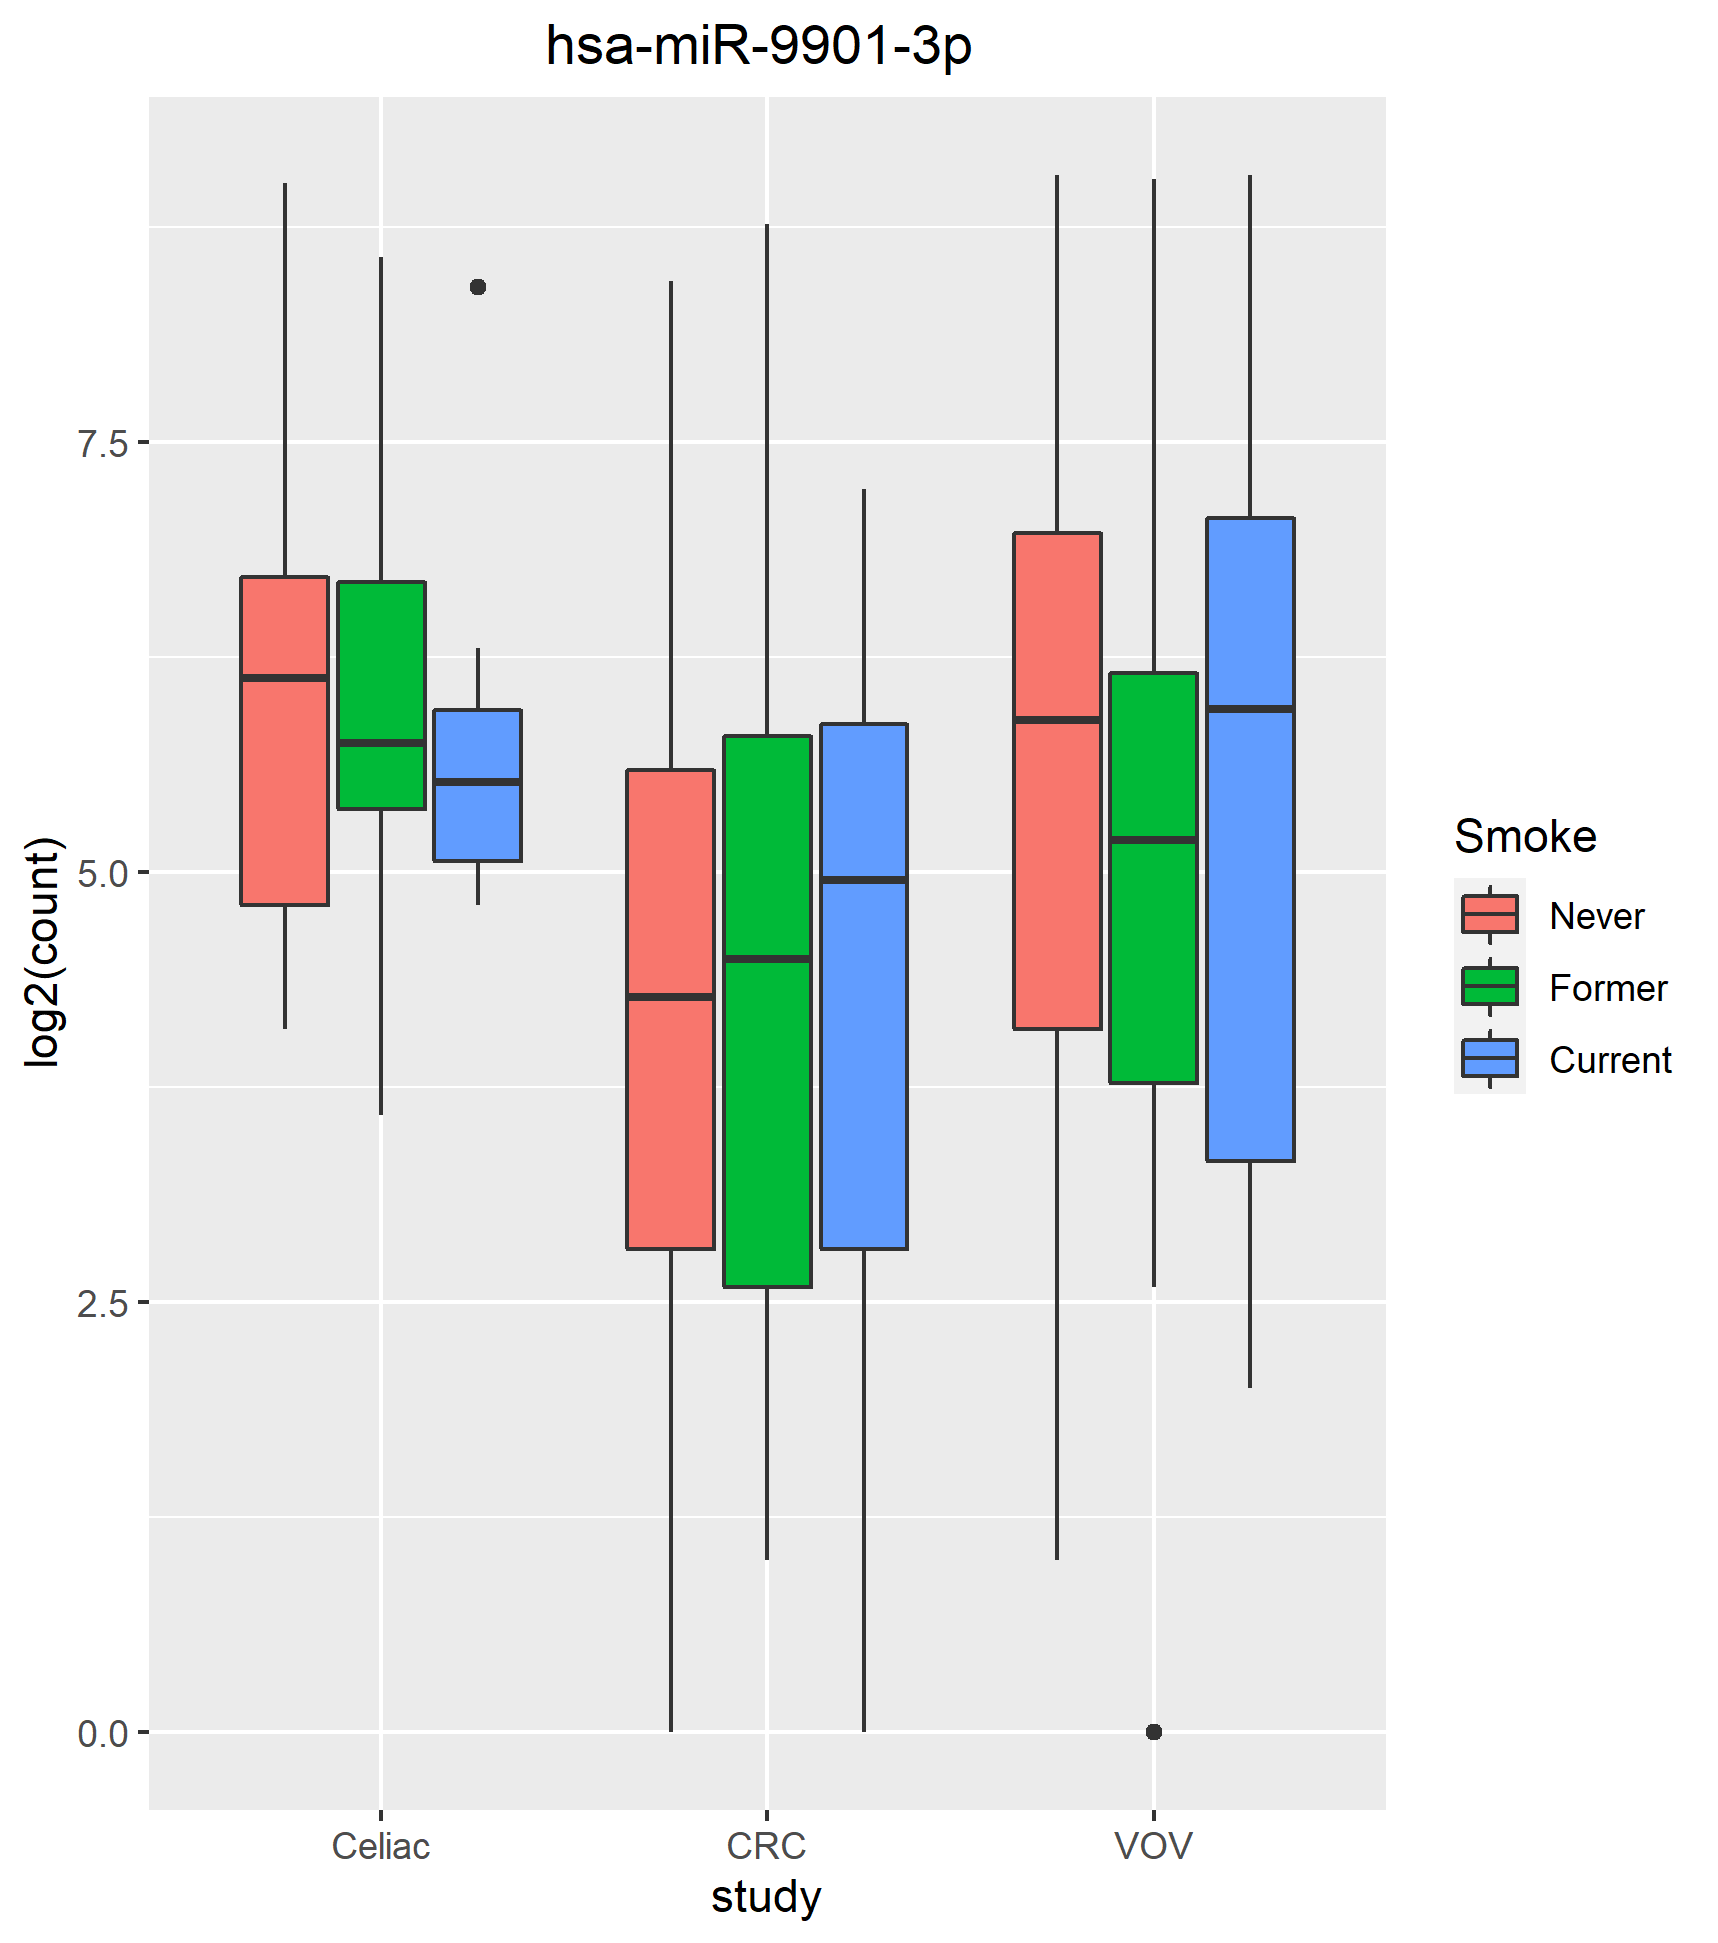 hsa-miR-9901-3p
log2(count)
7.5
5.0
2.5
0.0
Celiac CRC VOV
study
Smoke
Never
Former
Current